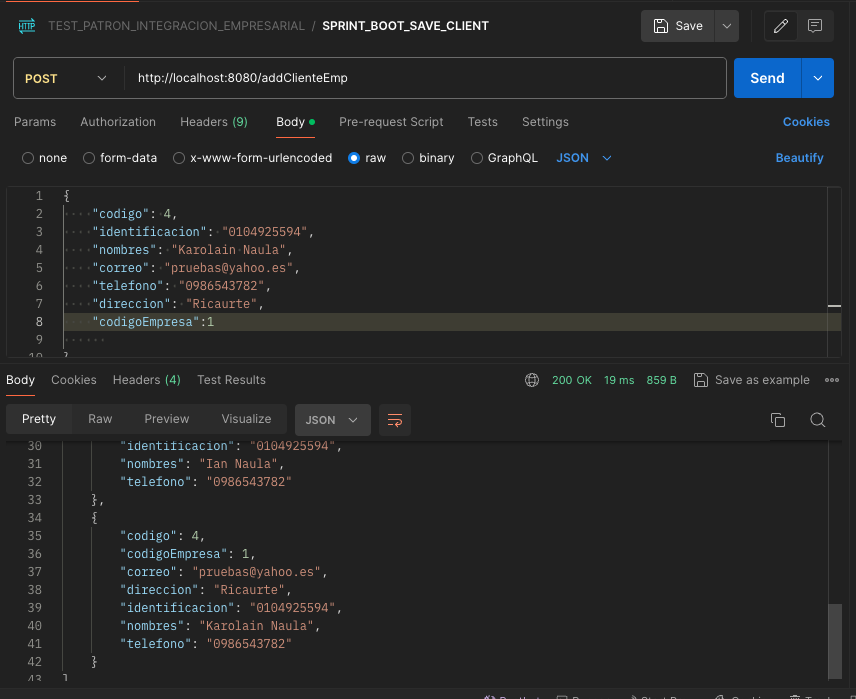 HTTP TEST_PATRON_INTEGRACION_EMPRESARIAL / SPRINT_BOOT_SAVE_CLIENT Save
POST http://localhost:8080/addClienteEmp Send
Params Authorization Headers (9) Body Pre-request Script Tests Settings Cookies
none form-data x-www-form-urlencoded raw binary GraphQL JSON Beautify
1 {
2 "codigo": 4,
3 "identificacion": "0104925594",
4 "nombres": "Karolain Naula",
5 "correo": "pruebas@yahoo.es",
6 "telefono": "0986543782",
7 "direccion": "Ricaurte",
8 "codigoEmpresa":1
9
10 }
Body Cookies Headers (4) Test Results 200 OK 19 ms 859 B Save as example
Pretty Raw Preview Visualize JSON
30 "identificacion": "0104925594",
31 "nombres": "Ian Naula",
32 "telefono": "0986543782"
33 },
34 {
35 "codigo": 4,
36 "codigoEmpresa": 1,
37 "correo": "pruebas@yahoo.es",
38 "direccion": "Ricaurte",
39 "identificacion": "0104925594",
40 "nombres": "Karolain Naula",
41 "telefono": "0986543782"
42 }
43 ]